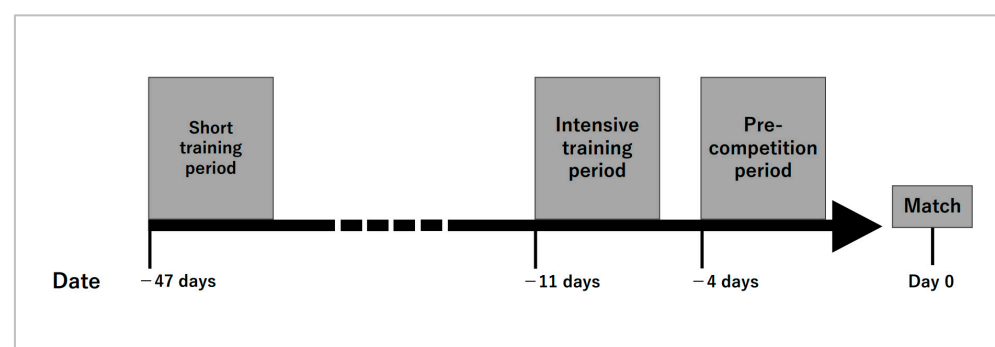 Short
training
period
Intensive
training
period
Pre-
competition
period
Match
Date
−47 days
−11 days
−4 days
Day 0